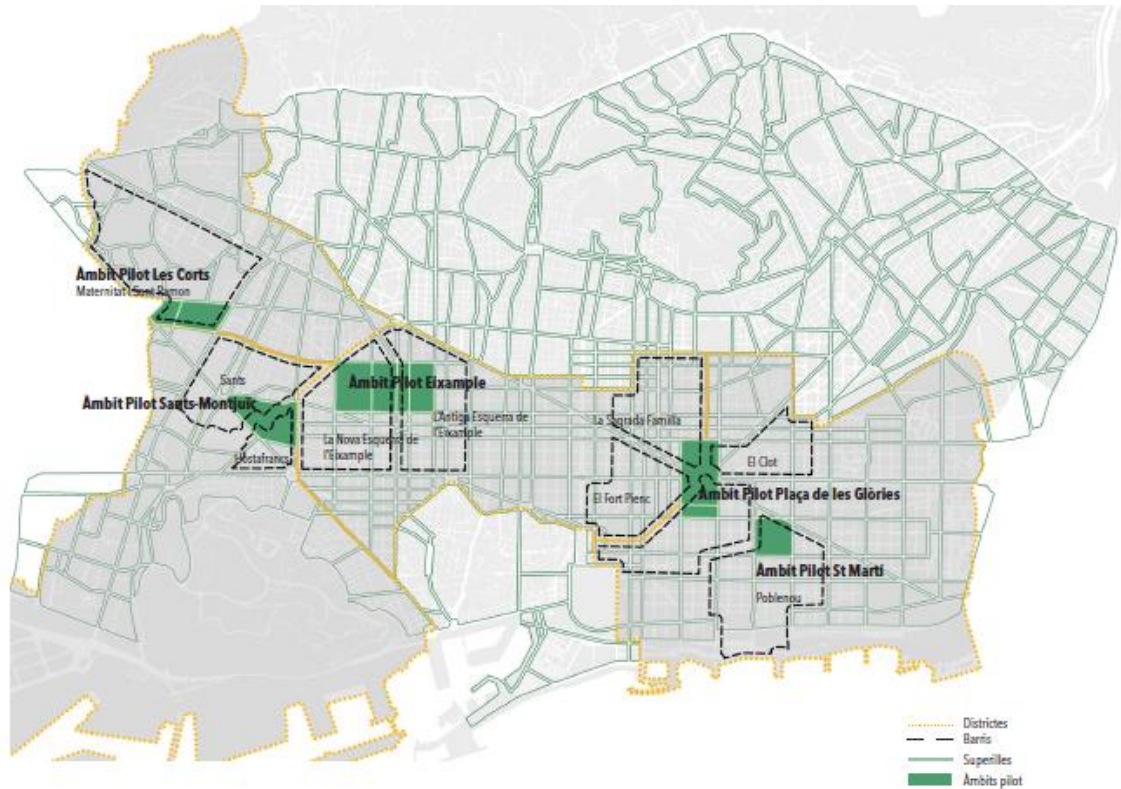 Àmbit Pilot Les Corts
Maternitat i Sant Ramon
Sants
Àmbit Pilot Eixample
Àmbit Pilot Sants-Montjuïc
L'Antiga Esquerra de
l'Eixample
La Sagrada Familia
La Nova Esquerra de
l'Eixample
Hostafrancs
El Clot
El Fort Pienc
Àmbit Pilot Plaça de les Glòries
Àmbit Pilot St Martí
Poblenou
Districtes
Barris
Superilles
Àmbits pilot